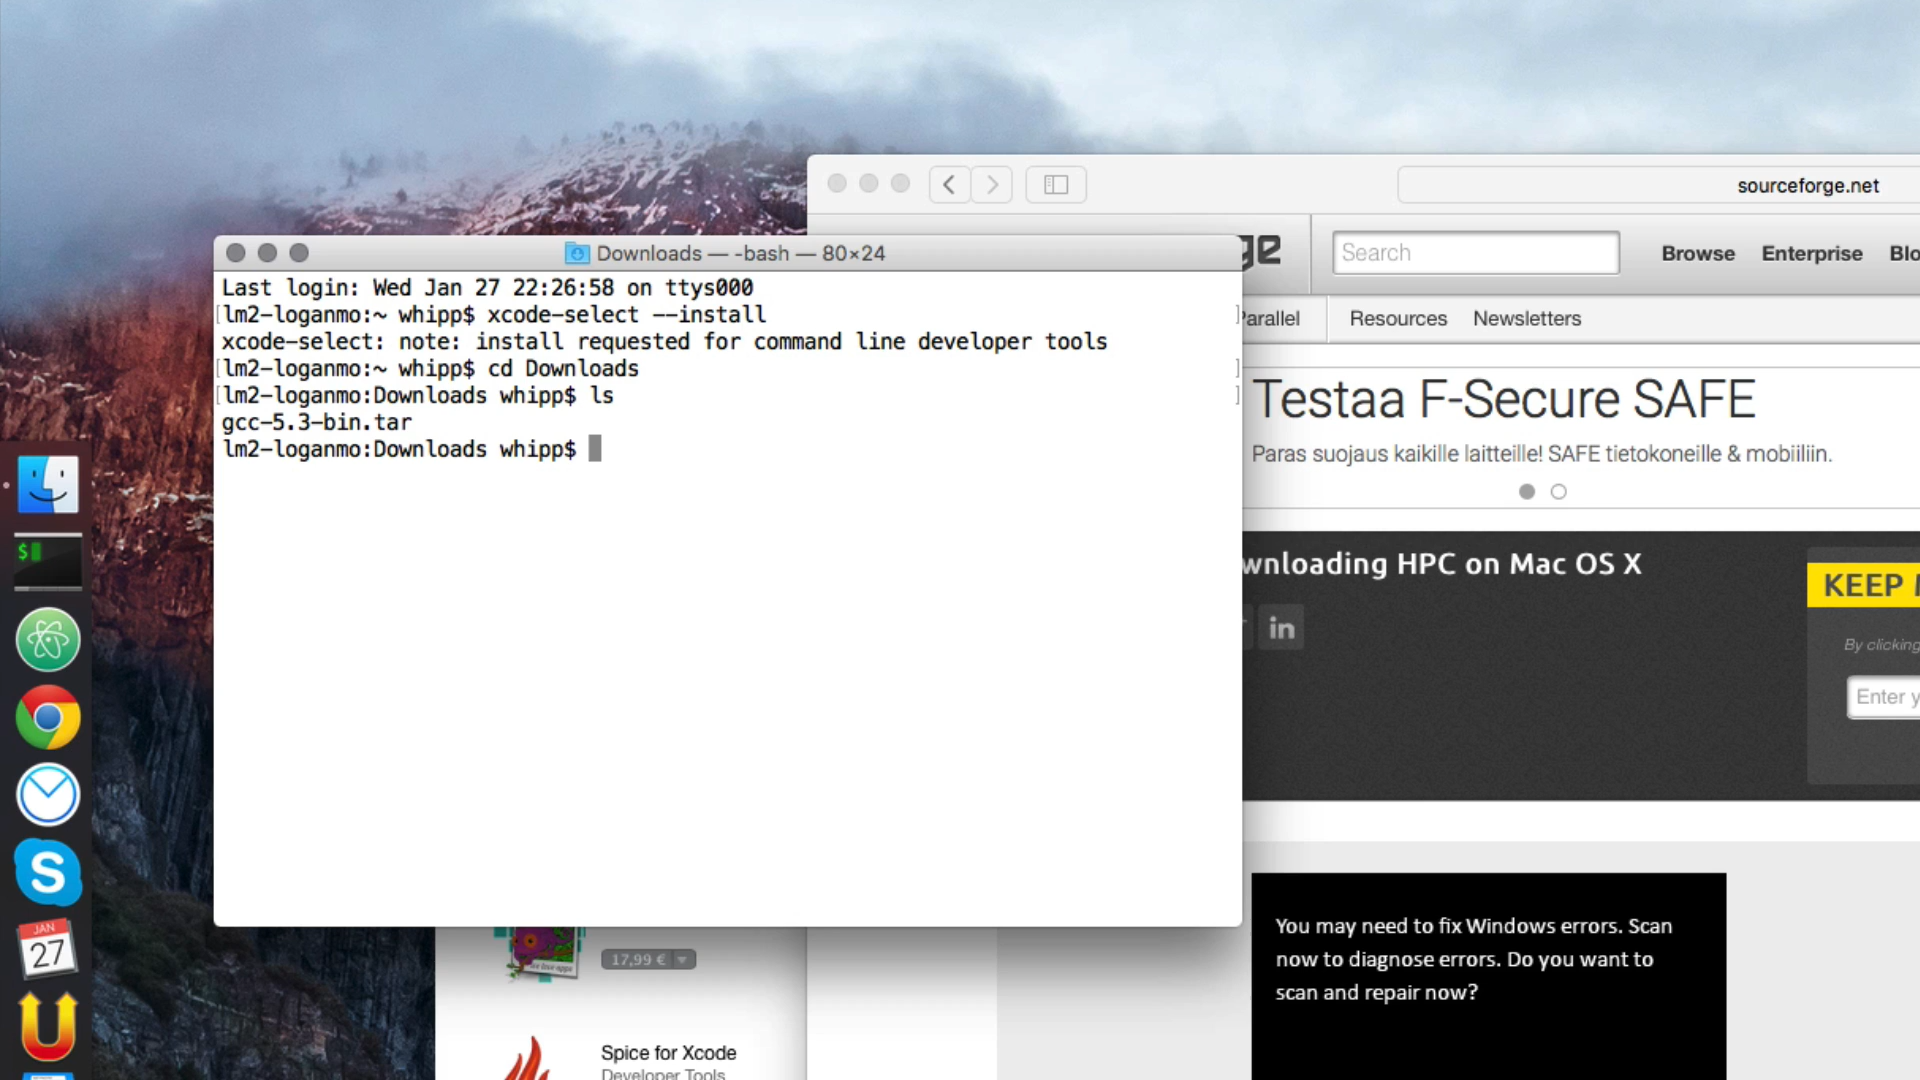 sourceforge.net
ge
Search
Browse
Enterprise
Blo
Parallel
Resources
Newsletters
Downloads — -bash — 80×24
Last login: Wed Jan 27 22:26:58 on ttys000
[lm2-loganmo:~ whipp$ xcode-select --install]
xcode-select: note: install requested for command line developer tools
[lm2-loganmo:~ whipp$ cd Downloads]
[lm2-loganmo:Downloads whipp$ ls]
gcc-5.3-bin.tar
lm2-loganmo:Downloads whipp$
Testaa F-Secure SAFE
Paras suojaus kaikille laitteille! SAFE tietokoneille & mobiiliin.
wnloading HPC on Mac OS X
in
KEEP
By clicking
Enter y
You may need to fix Windows errors. Scan
now to diagnose errors. Do you want to
scan and repair now?
17,99 €
Spice for Xcode
Developer Tools
$
S
JAN
27